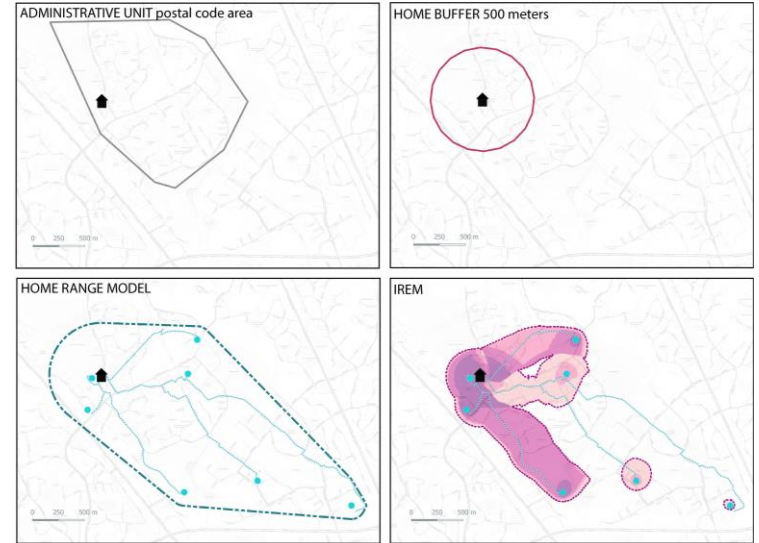 ADMINISTRATIVE UNIT postal code area
0 250 500 m
HOME BUFFER 500 meters
0 250 500 m
HOME RANGE MODEL
0 250 500 m
IREM
0 250 500 m